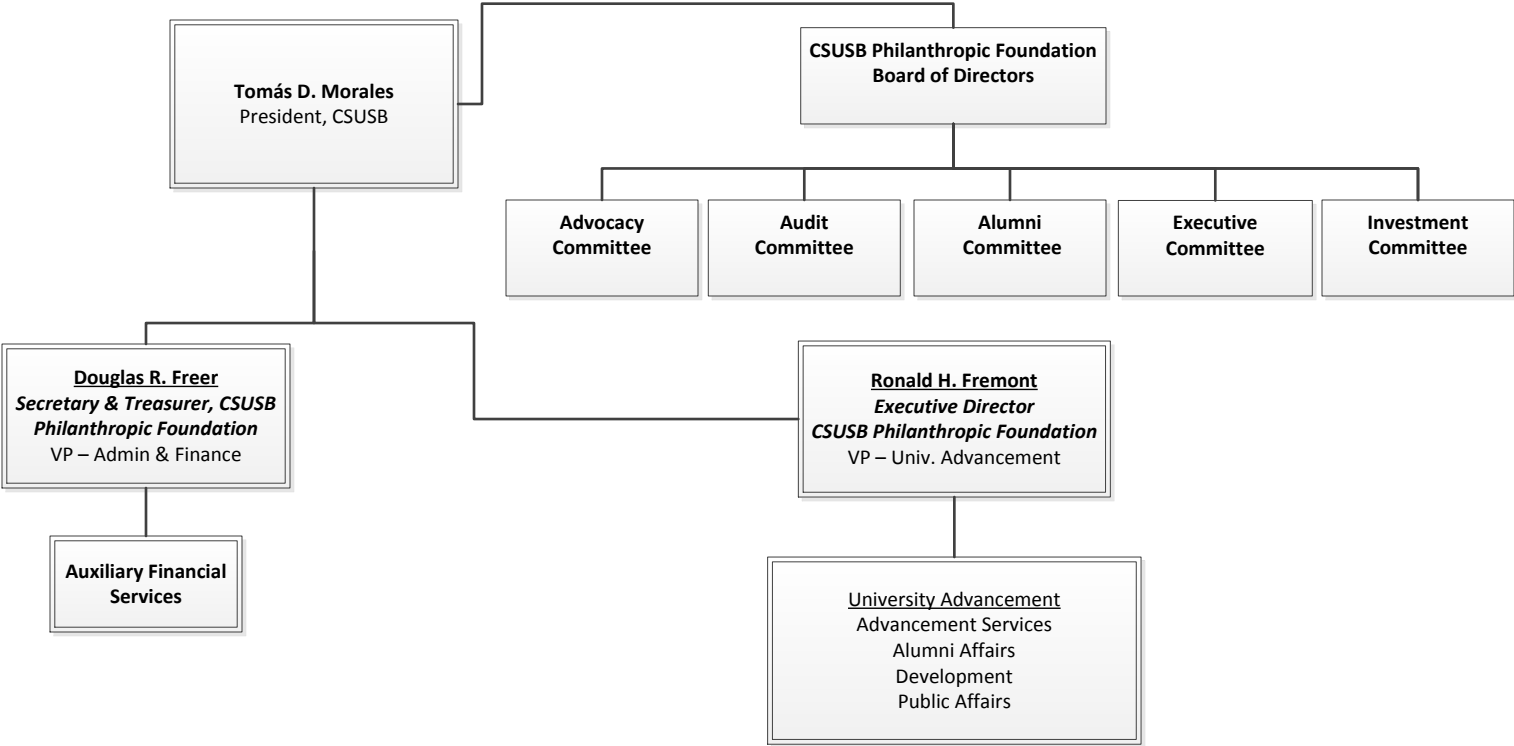 Tomás D. Morales
President, CSUSB
CSUSB Philanthropic Foundation
Board of Directors
Advocacy
Committee
Audit
Committee
Alumni
Committee
Executive
Committee
Investment
Committee
Douglas R. Freer
Secretary & Treasurer, CSUSB
Philanthropic Foundation
VP – Admin & Finance
Ronald H. Fremont
Executive Director
CSUSB Philanthropic Foundation
VP – Univ. Advancement
Auxiliary Financial
Services
University Advancement
Advancement Services
Alumni Affairs
Development
Public Affairs